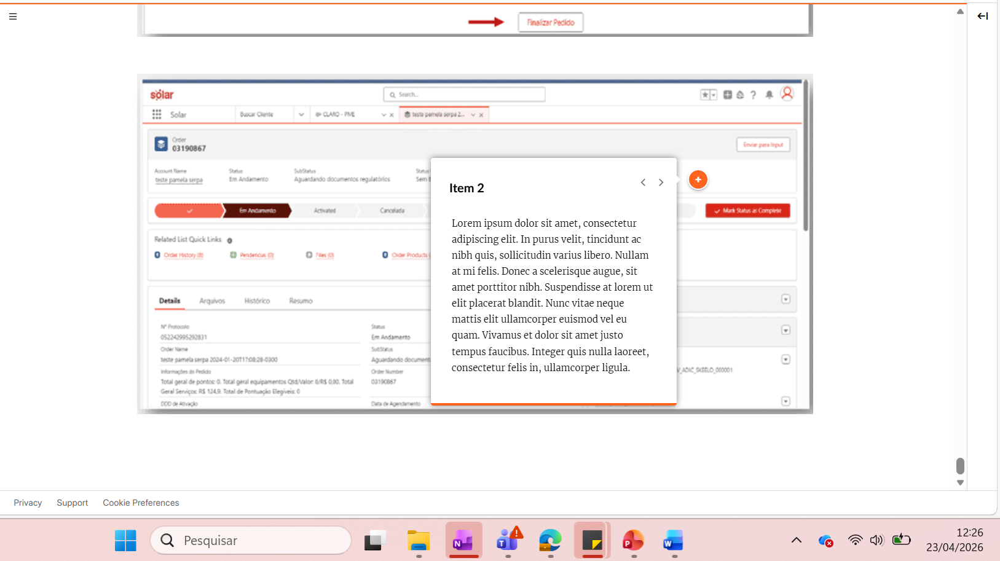 Finalizar Pedido
solar
Search...
Solar
Buscar Cliente
CLARO - PME
teste pamela serpa 2...
Order
03190867
Enviar para Input
Account Name
teste pamela serpa
Status
Em Andamento
SubStatus
Aguardando documentos regulatórios
Status
Sem
Em Andamento
Activated
Cancelada
Mark Status as Complete
Related List Quick Links
Order History (8)
Pendencias (0)
Files (0)
Order Products
Details
Arquivos
Histórico
Resumo
Nº Protocolo
052242995292831
Status
Em Andamento
Order Name
teste pamela serpa 2024-01-20T17:08:28-0300
SubStatus
Aguardando document
Informações do Pedido
Total geral de pontos: 0. Total geral equipamentos Qtd/Valor: 0/R$ 0,00. Total
Geral Serviços: R$ 124,9. Total de Pontuação Elegiveis: 0
Order Number
03190867
DDD de Ativação
Data de Agendamento
V_ADIC_SKEELO_000001
Item 2
Lorem ipsum dolor sit amet, consectetur
adipiscing elit. In purus velit, tincidunt ac
nibh quis, sollicitudin varius libero. Nullam
at mi felis. Donec a scelerisque augue, sit
amet porttitor nibh. Suspendisse at lorem ut
elit placerat blandit. Nunc vitae neque
mattis elit ullamcorper euismod vel eu
quam. Vivamus et dolor sit amet justo
tempus faucibus. Integer quis nulla laoreet,
consectetur felis in, ullamcorper ligula.
Privacy
Support
Cookie Preferences
Pesquisar
12:26
23/04/2026